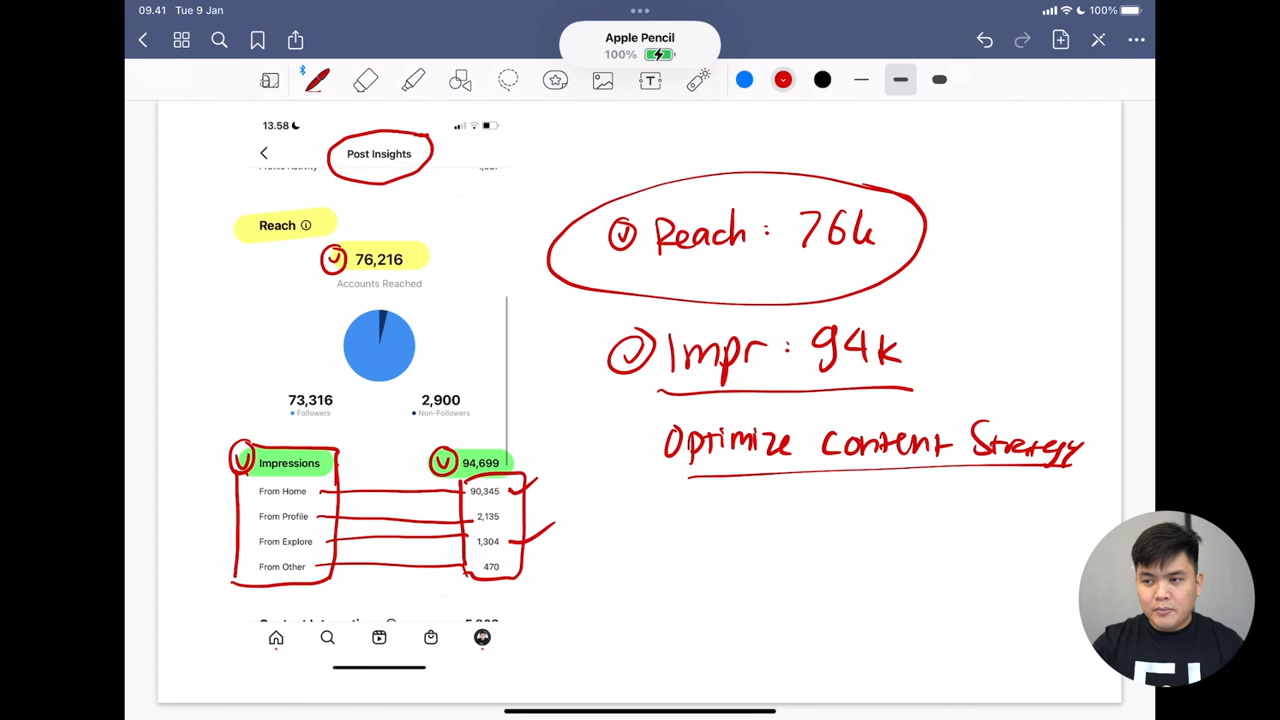 09.41 Tue 9 Jan
100%
Apple Pencil
100%
13.58
Post Insights
Reach
76,216
Accounts Reached
73,316
Followers
2,900
Non-Followers
Impressions 94,699
From Home 90,345
From Profile 2,135
From Explore 1,304
From Other 470
Reach : 76k
Impr : 94k
Optimize content Strategy